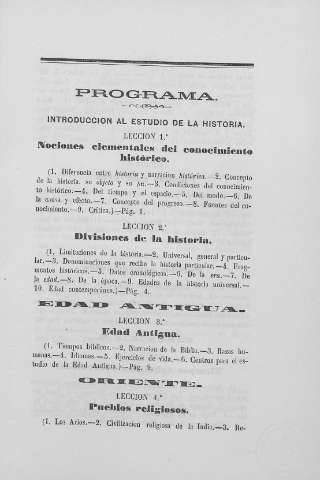 PROGRAMA.
INTRODUCCION AL ESTUDIO DE LA HISTORIA.
LECCION 1.ª
Nociones elementales del conocimiento
histórico.
(1. Diferencia entre historia y narracion histórica.—2. Concepto
de la historia, su objeto y su fin.—3. Condiciones del conocimien-
to histórico.—4. Del tiempo y el espacio.—5. Del modo.—6. De
la causa y efecto.—7. Concepto del progreso.—8. Fuentes del co-
nocimiento.—9. Crítica.)—Pág. 1.
LECCION 2.ª
Divisiones de la historia.
(1. Limitaciones de la historia.—2. Universal, general y particu-
lar.—3. Denominaciones que recibe la historia particular.—4. Frag-
mentos históricos.—5. Datos cronológicos.—6. De la era.—7. De
la edad.—8. De la época.—9. Edades de la historia universal.—
10. Edad contemporánea.)—Pág. 4.
EDAD ANTIGUA.
LECCION 3.ª
Edad Antigua.
(1. Tiempos bíblicos.—2. Narracion de la Biblia.—3. Razas hu-
manas.—4. Idiomas.—5. Ejercicios de vida.—6. Centros para el es-
tudio de la Edad Antigua.)—Pág. 9.
ORIENTE.
LECCION 4.ª
Pueblos religiosos.
(1. Los Arios.—2. Civilizacion religiosa de la India.—3. Re-